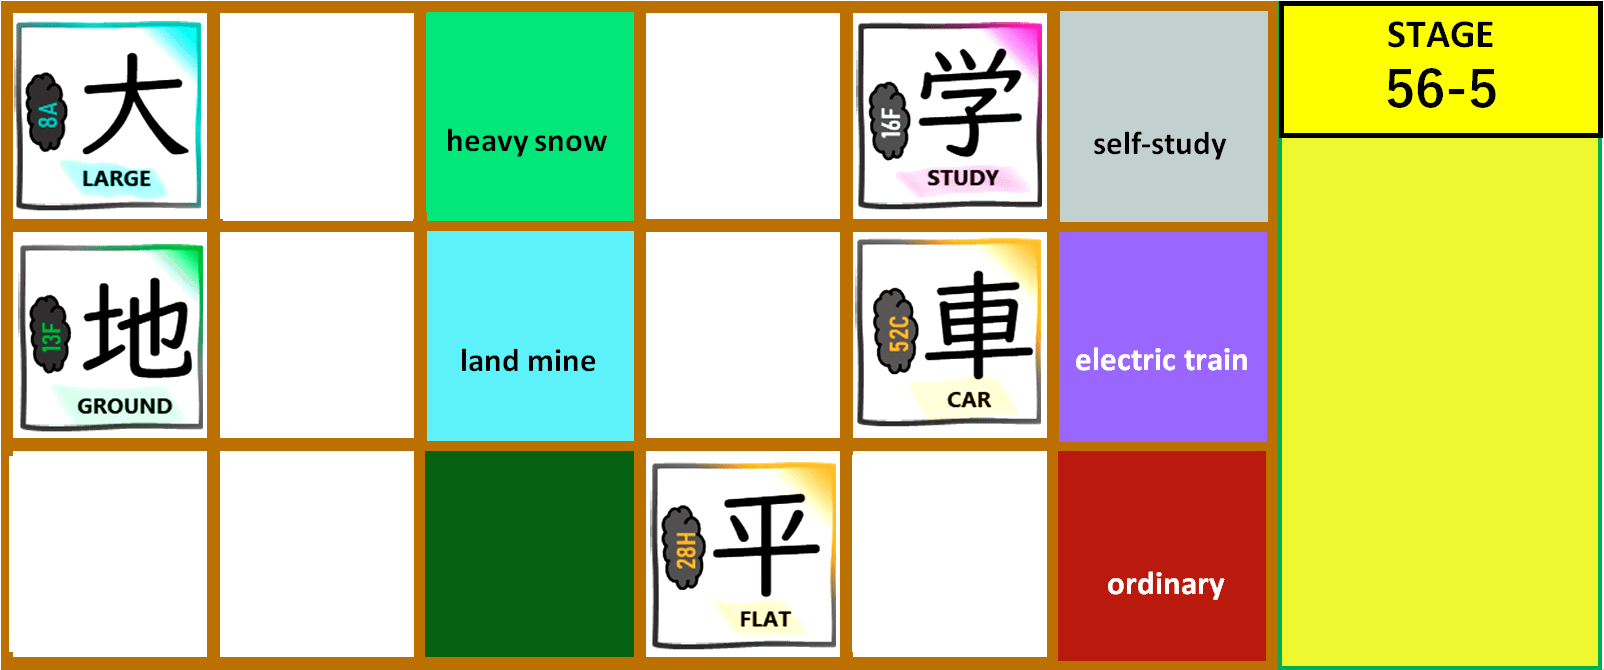 8A
大
LARGE
heavy snow
16F
学
STUDY
self-study
STAGE
56-5
13F
地
GROUND
land mine
52C
車
CAR
electric train
28H
平
FLAT
ordinary